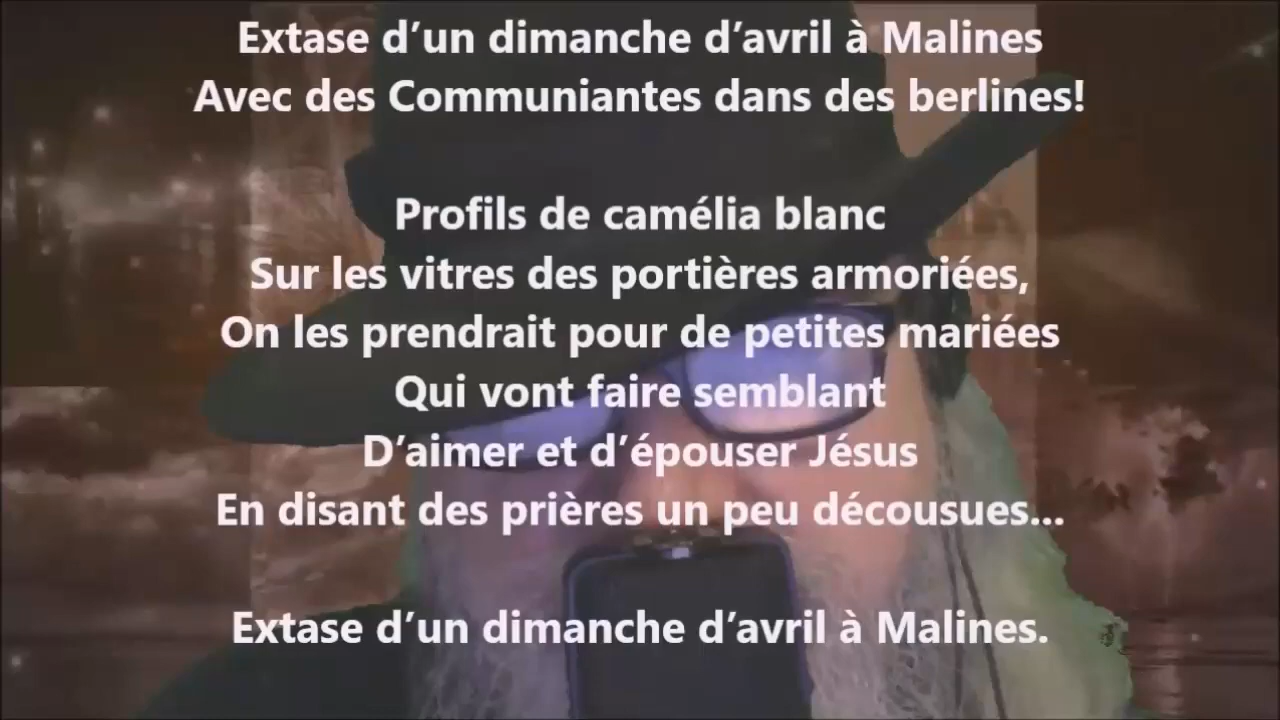 Extase d’un dimanche d’avril à Malines
Avec des Communiantes dans des berlines!
Profils de camélia blanc
Sur les vitres des portières armoriées,
On les prendrait pour de petites mariées
Qui vont faire semblant
D’aimer et d’épouser Jésus
En disant des prières un peu décousues...
Extase d’un dimanche d’avril à Malines.